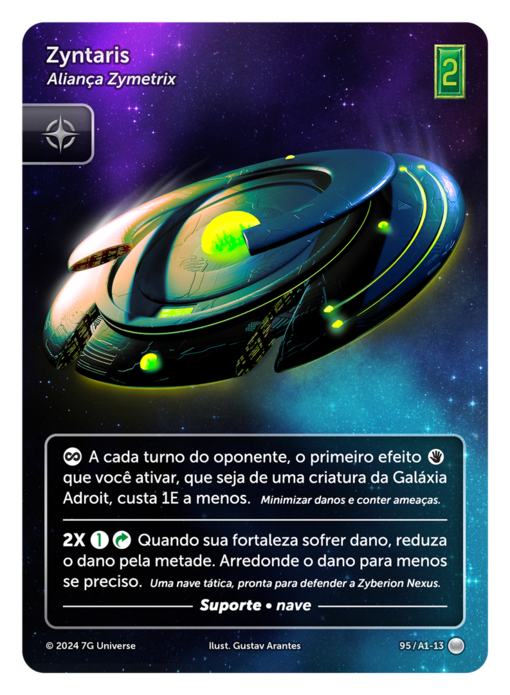 Zyntaris
Aliança Zymetrix
2
A cada turno do oponente, o primeiro efeito
que você ativar, que seja de uma criatura da Galáxia
Adroit, custa 1E a menos. Minimizar danos e conter ameaças.
2X 1 Quando sua fortaleza sofrer dano, reduza
o dano pela metade. Arredonde o dano para menos
se preciso. Uma nave tática, pronta para defender a Zyberion Nexus.
Suporte • nave
© 2024 7G Universe
Ilust. Gustav Arantes
95/A1-13